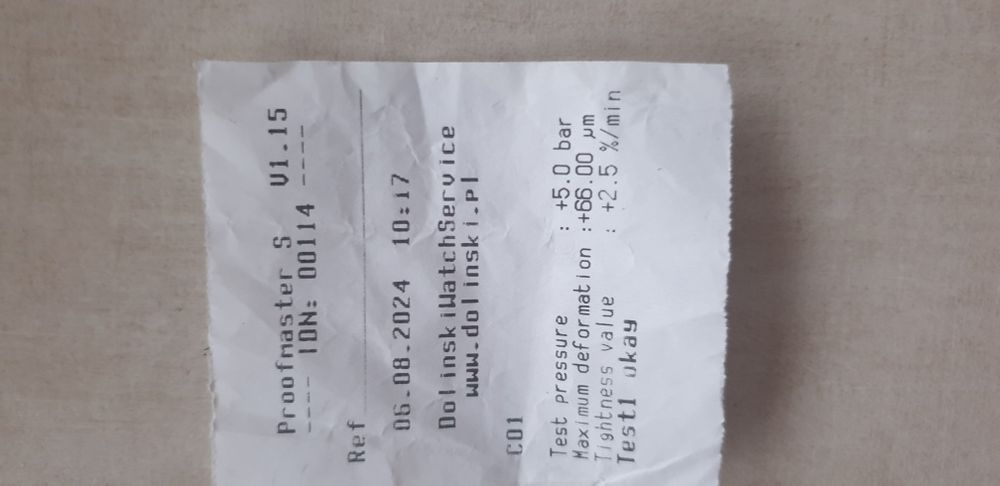 Proofmaster S V1.15
---- IDN: 00114 ----
Ref
06.08.2024 10:17
DolinskiWatchService
www.dolinski.pl
C01
Test pressure : +5.0 bar
Maximum deformation :+66.00 µm
Tightness value : +2.5 %/min
Test1 okay